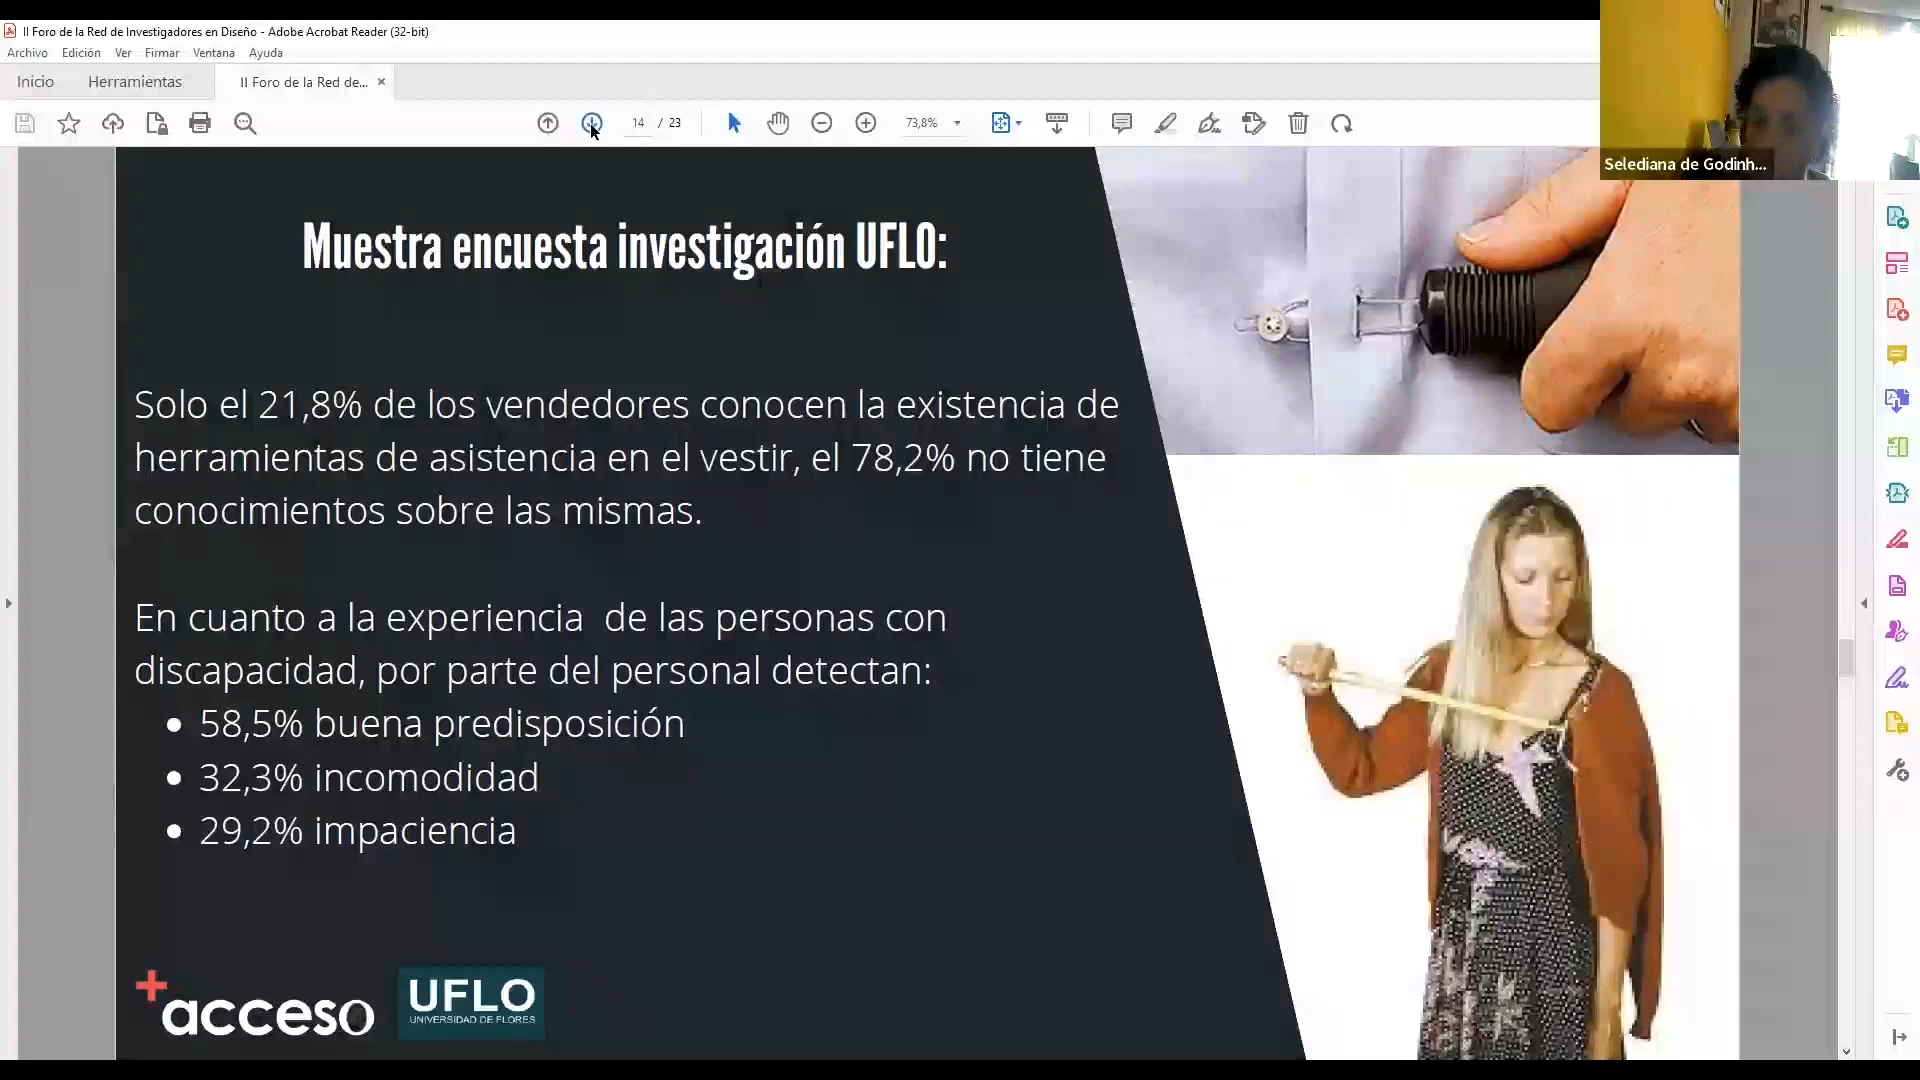 II Foro de la Red de Investigadores en Diseño - Adobe Acrobat Reader (32-bit)
Archivo Edición Ver Firmar Ventana Ayuda
Inicio Herramientas II Foro de la Red de... ×
14 / 23 73,8%
Selediana de Godinh...
Muestra encuesta investigación UFLO:
Solo el 21,8% de los vendedores conocen la existencia de
herramientas de asistencia en el vestir, el 78,2% no tiene
conocimientos sobre las mismas.
En cuanto a la experiencia de las personas con
discapacidad, por parte del personal detectan:
• 58,5% buena predisposición
• 32,3% incomodidad
• 29,2% impaciencia
+acceso
UFLO
UNIVERSIDAD DE FLORES